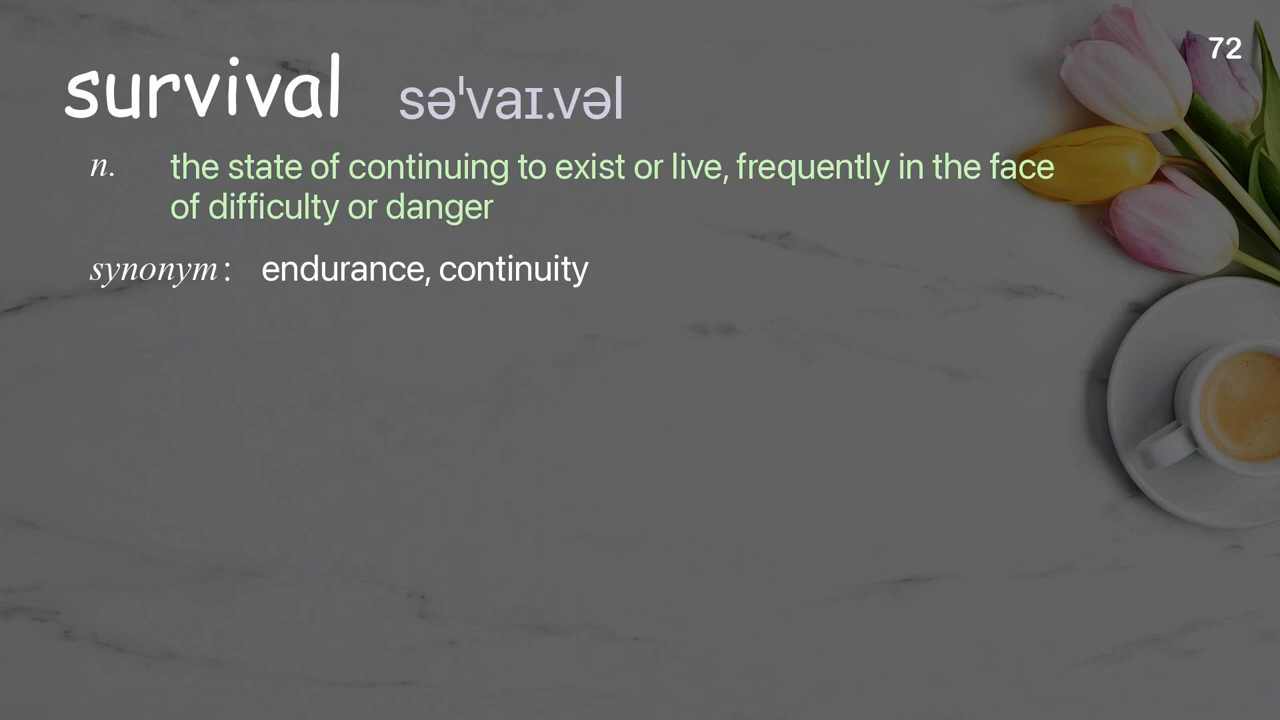 72
survival səˈvaɪ.vəl
n. the state of continuing to exist or live, frequently in the face
of difficulty or danger
synonym: endurance, continuity